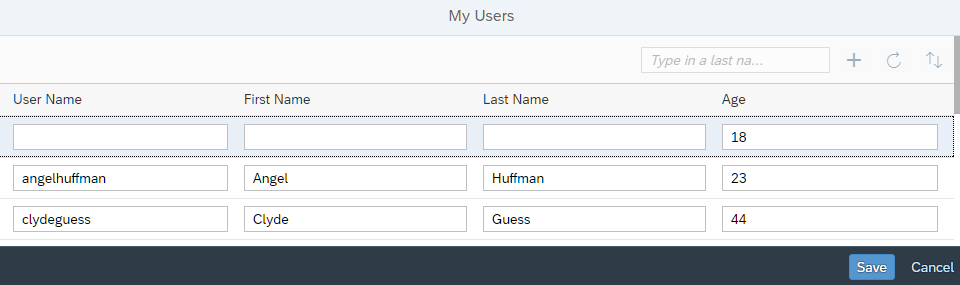 My Users
Type in a last na...
User Name First Name Last Name Age
18
angelhuffman Angel Huffman 23
clydeguess Clyde Guess 44
Save Cancel